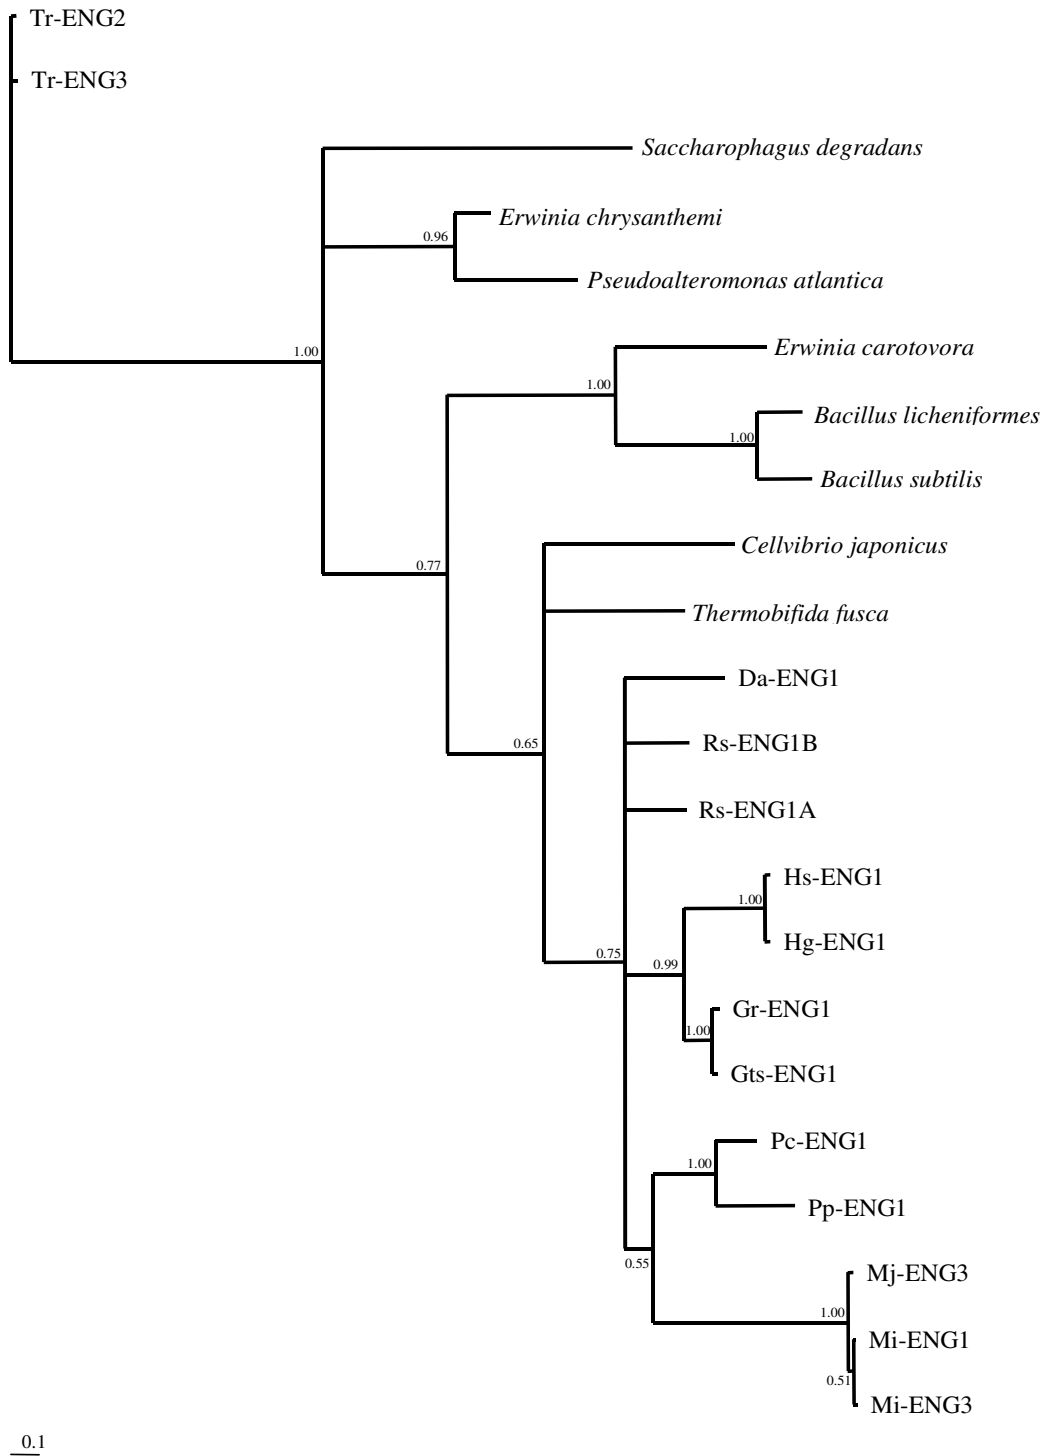 Tr-ENG2
Tr-ENG3
Saccharophagus degradans
Erwinia chrysanthemi
0.96
Pseudoalteromonas atlantica
Erwinia carotovora
1.00
1.00
Bacillus licheniformes
1.00
Bacillus subtilis
Cellvibrio japonicus
0.77
Thermobifida fusca
Da-ENG1
Rs-ENG1B
0.65
Rs-ENG1A
Hs-ENG1
1.00
Hg-ENG1
0.75
0.99
Gr-ENG1
1.00
Gts-ENG1
Pc-ENG1
1.00
Pp-ENG1
0.55
Mj-ENG3
1.00
Mi-ENG1
0.51
Mi-ENG3
0.1